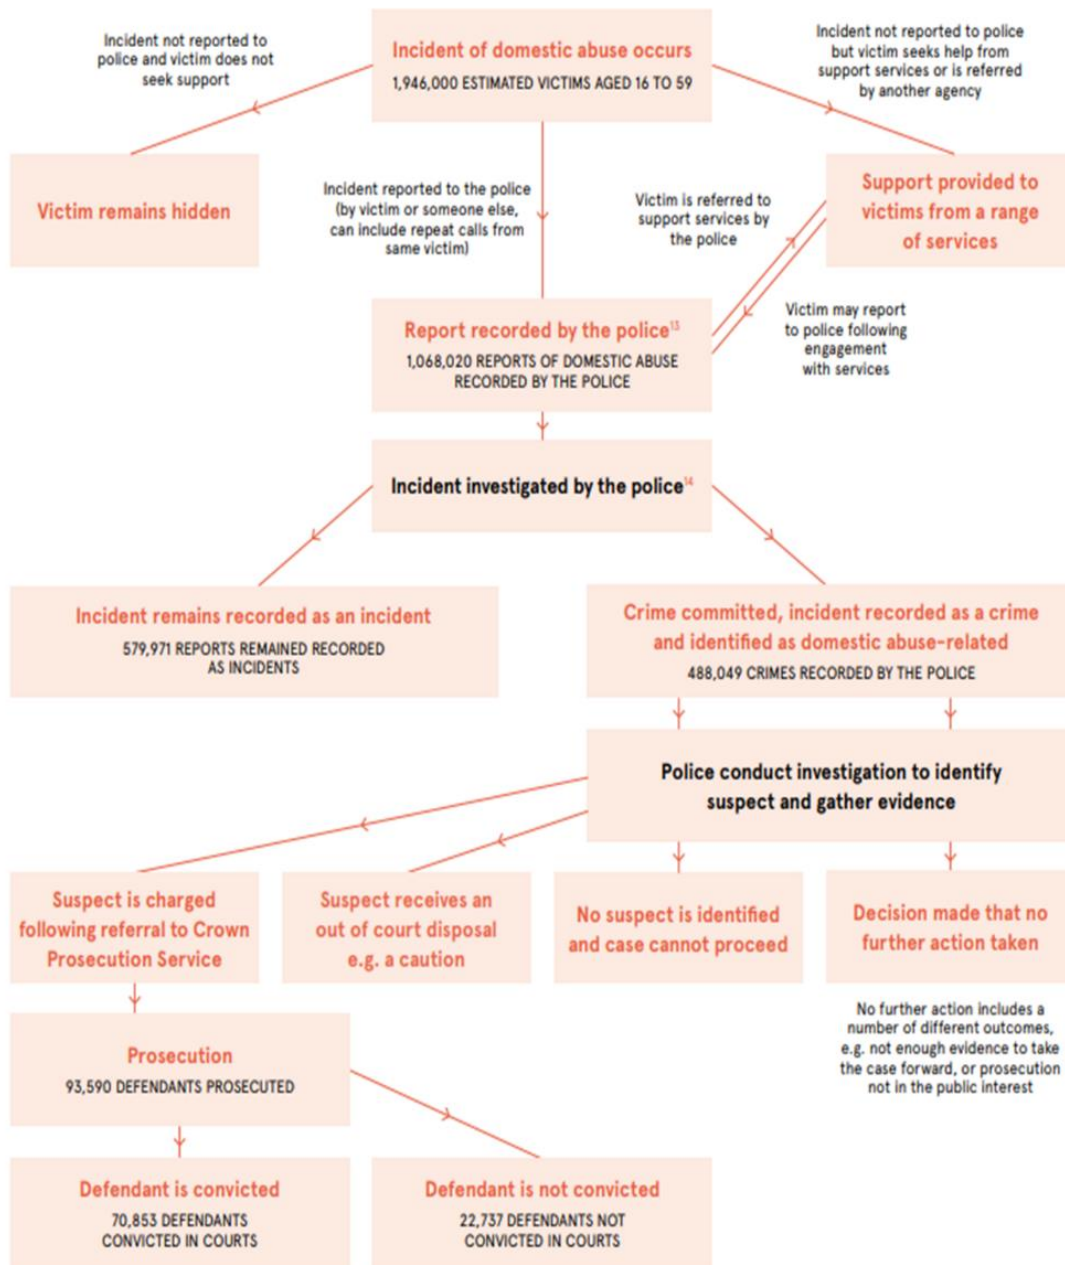 Incident not reported to
police and victim does not
seek support
Incident of domestic abuse occurs
1,946,000 ESTIMATED VICTIMS AGED 16 TO 59
Incident not reported to police
but victim seeks help from
support services or is referred
by another agency
Victim remains hidden
Incident reported to the police
(by victim or someone else,
can include repeat calls from
same victim)
Victim is referred to
support services by
the police
Support provided to
victims from a range
of services
Report recorded by the police13
1,068,020 REPORTS OF DOMESTIC ABUSE
RECORDED BY THE POLICE
Victim may report
to police following
engagement
with services
Incident investigated by the police14
Incident remains recorded as an incident
579,971 REPORTS REMAINED RECORDED
AS INCIDENTS
Crime committed, incident recorded as a crime
and identified as domestic abuse-related
488,049 CRIMES RECORDED BY THE POLICE
Police conduct investigation to identify
suspect and gather evidence
Suspect is charged
following referral to Crown
Prosecution Service
Suspect receives an
out of court disposal
e.g. a caution
No suspect is identified
and case cannot proceed
Decision made that no
further action taken
No further action includes a
number of different outcomes,
e.g. not enough evidence to take
the case forward, or prosecution
not in the public interest
Prosecution
93,590 DEFENDANTS PROSECUTED
Defendant is convicted
70,853 DEFENDANTS
CONVICTED IN COURTS
Defendant is not convicted
22,737 DEFENDANTS NOT
CONVICTED IN COURTS